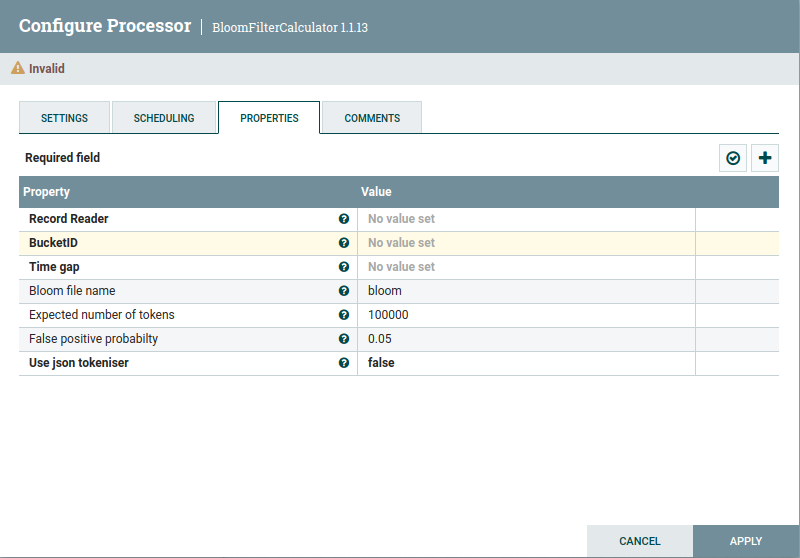 Configure Processor | BloomFilterCalculator 1.1.13
Invalid
SETTINGS SCHEDULING PROPERTIES COMMENTS
Required field
Property Value
Record Reader No value set
BucketID No value set
Time gap No value set
Bloom file name bloom
Expected number of tokens 100000
False positive probabilty 0.05
Use json tokeniser false
CANCEL APPLY